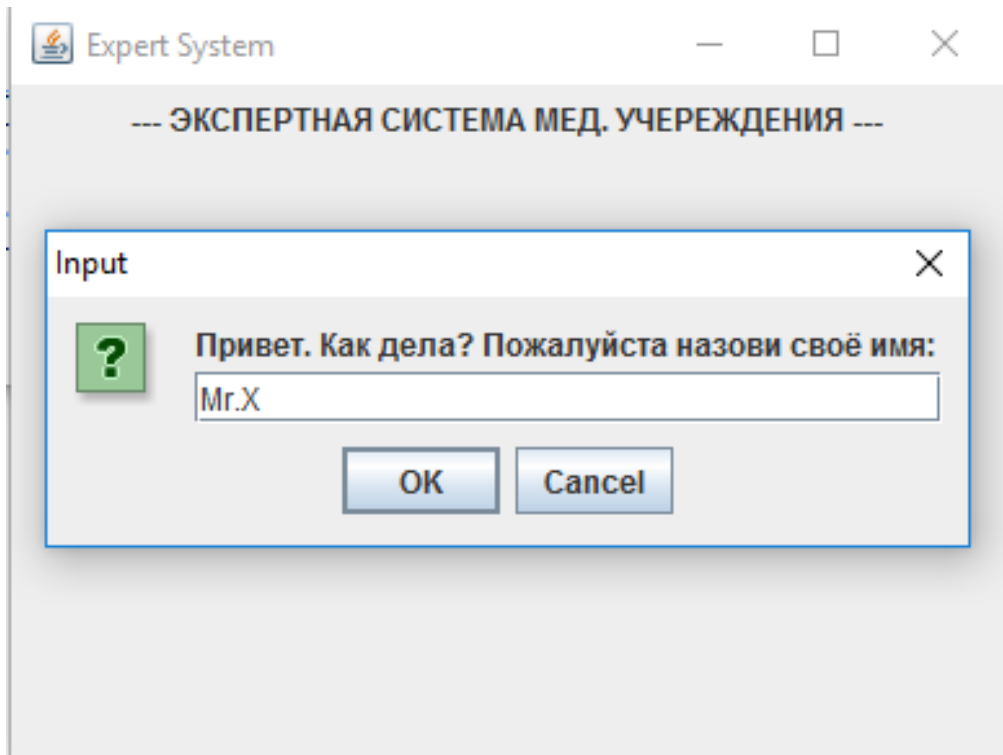 Expert System
--- ЭКСПЕРТНАЯ СИСТЕМА МЕД. УЧЕРЕЖДЕНИЯ ---
Input
?
Привет. Как дела? Пожалуйста назови своё имя:
Mr.X
OK Cancel